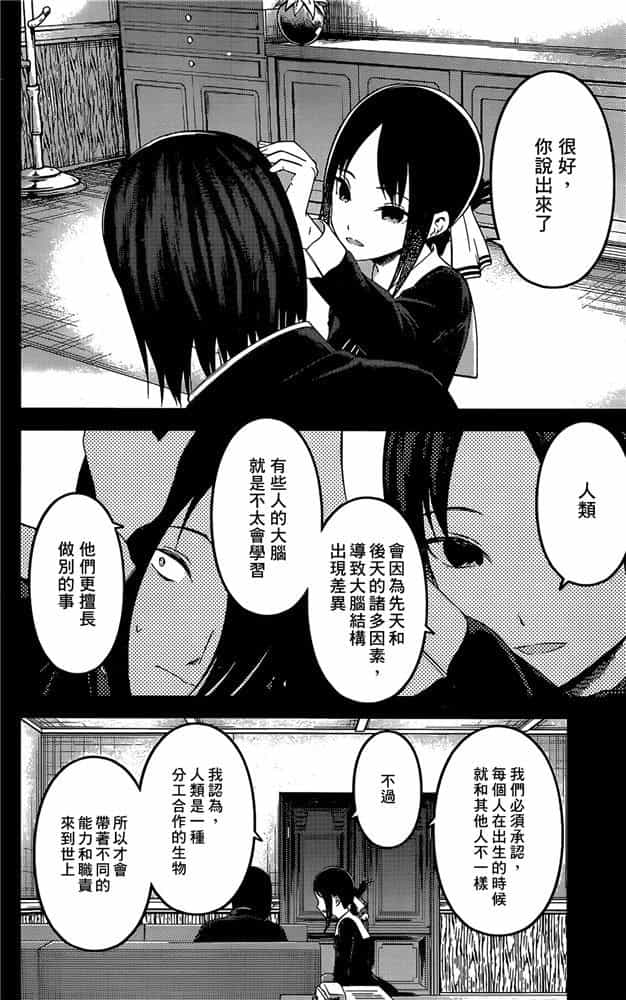 很好，
你說出來了
人類
會因為先天和
後天的諸多因素，
導致大腦結構
出現差異
有些人的大腦
就是不太會學習
他們更擅長
做別的事
我們必須承認，
每個人在出生的時候
就和其他人不一樣
不過
我認為，
人類是一種
分工合作的生物
所以才會
帶著不同的
能力和職責
來到世上